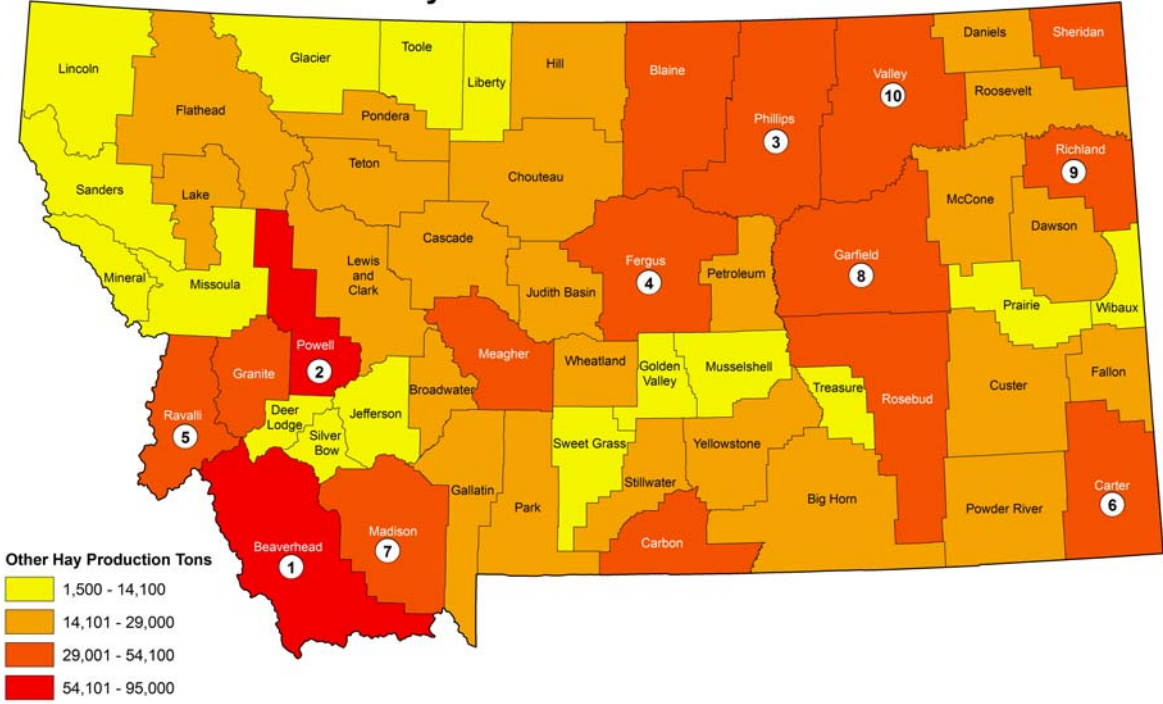 Lincoln
Flathead
Glacier
Toole
Liberty
Hill
Blaine
Phillips
3
Valley
10
Daniels
Sheridan
Roosevelt
Pondera
Teton
Chouteau
Sanders
Lake
Richland
9
McCone
Dawson
Mineral
Missoula
Lewis
and
Clark
Cascade
Judith Basin
Fergus
4
Petroleum
Garfield
8
Prairie
Wibaux
Powell
2
Granite
Meagher
Wheatland
Golden
Valley
Musselshell
Treasure
Rosebud
Custer
Fallon
Ravalli
5
Deer
Lodge
Silver
Bow
Jefferson
Broadwater
Sweet Grass
Stillwater
Yellowstone
Big Horn
Powder River
Carter
6
Beaverhead
1
Madison
7
Gallatin
Park
Carbon
Other Hay Production Tons
1,500 - 14,100
14,101 - 29,000
29,001 - 54,100
54,101 - 95,000